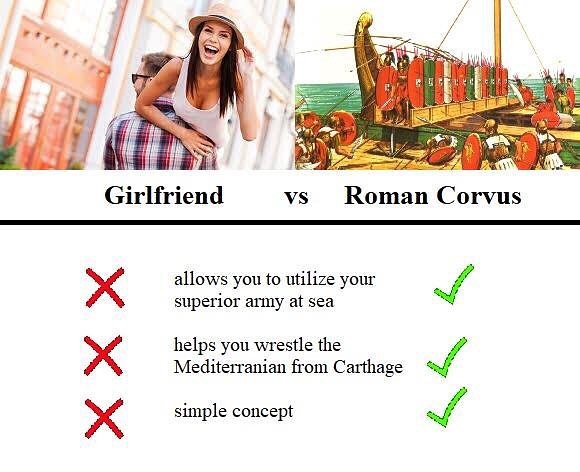 Girlfriend vs Roman Corvus
allows you to utilize your
superior army at sea
helps you wrestle the
Mediterranian from Carthage
simple concept